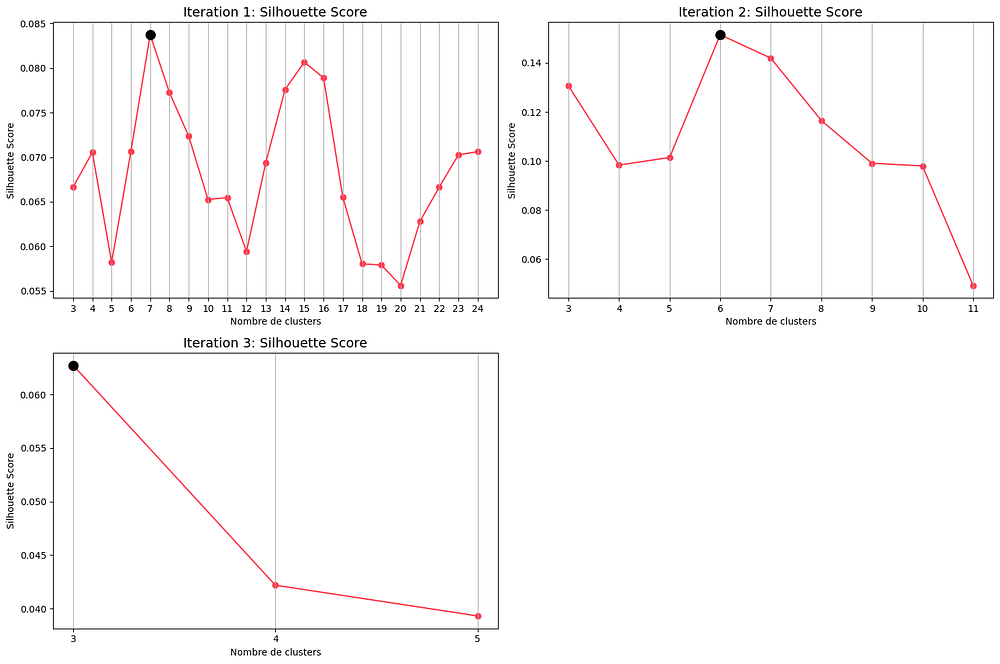 Iteration 1: Silhouette Score
Silhouette Score
0.085
0.080
0.075
0.070
0.065
0.060
0.055
3 4 5 6 7 8 9 10 11 12 13 14 15 16 17 18 19 20 21 22 23 24
Nombre de clusters
Iteration 2: Silhouette Score
Silhouette Score
0.14
0.12
0.10
0.08
0.06
3 4 5 6 7 8 9 10 11
Nombre de clusters
Iteration 3: Silhouette Score
Silhouette Score
0.060
0.055
0.050
0.045
0.040
3 4 5
Nombre de clusters